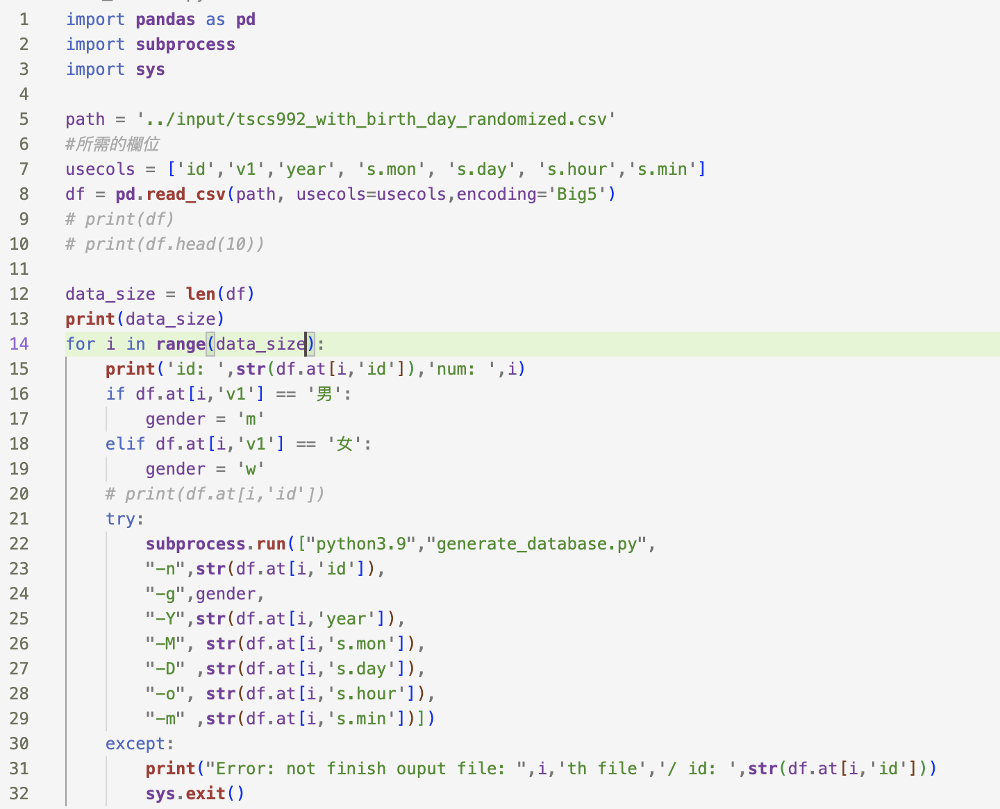 1 import pandas as pd
2 import subprocess
3 import sys
4
5 path = '../input/tscs992_with_birth_day_randomized.csv'
6 #所需的欄位
7 usecols = ['id','v1','year', 's.mon', 's.day', 's.hour','s.min']
8 df = pd.read_csv(path, usecols=usecols,encoding='Big5')
9 # print(df)
10 # print(df.head(10))
11
12 data_size = len(df)
13 print(data_size)
14 for i in range(data_size):
15     print('id: ',str(df.at[i,'id']),'num: ',i)
16     if df.at[i,'v1'] == '男':
17         gender = 'm'
18     elif df.at[i,'v1'] == '女':
19         gender = 'w'
20     # print(df.at[i,'id'])
21     try:
22         subprocess.run(["python3.9","generate_database.py",
23         "-n",str(df.at[i,'id']),
24         "-g",gender,
25         "-Y",str(df.at[i,'year']),
26         "-M", str(df.at[i,'s.mon']),
27         "-D" ,str(df.at[i,'s.day']),
28         "-o", str(df.at[i,'s.hour']),
29         "-m" ,str(df.at[i,'s.min'])])
30     except:
31         print("Error: not finish ouput file: ",i,'th file','/ id: ',str(df.at[i,'id']))
32         sys.exit()